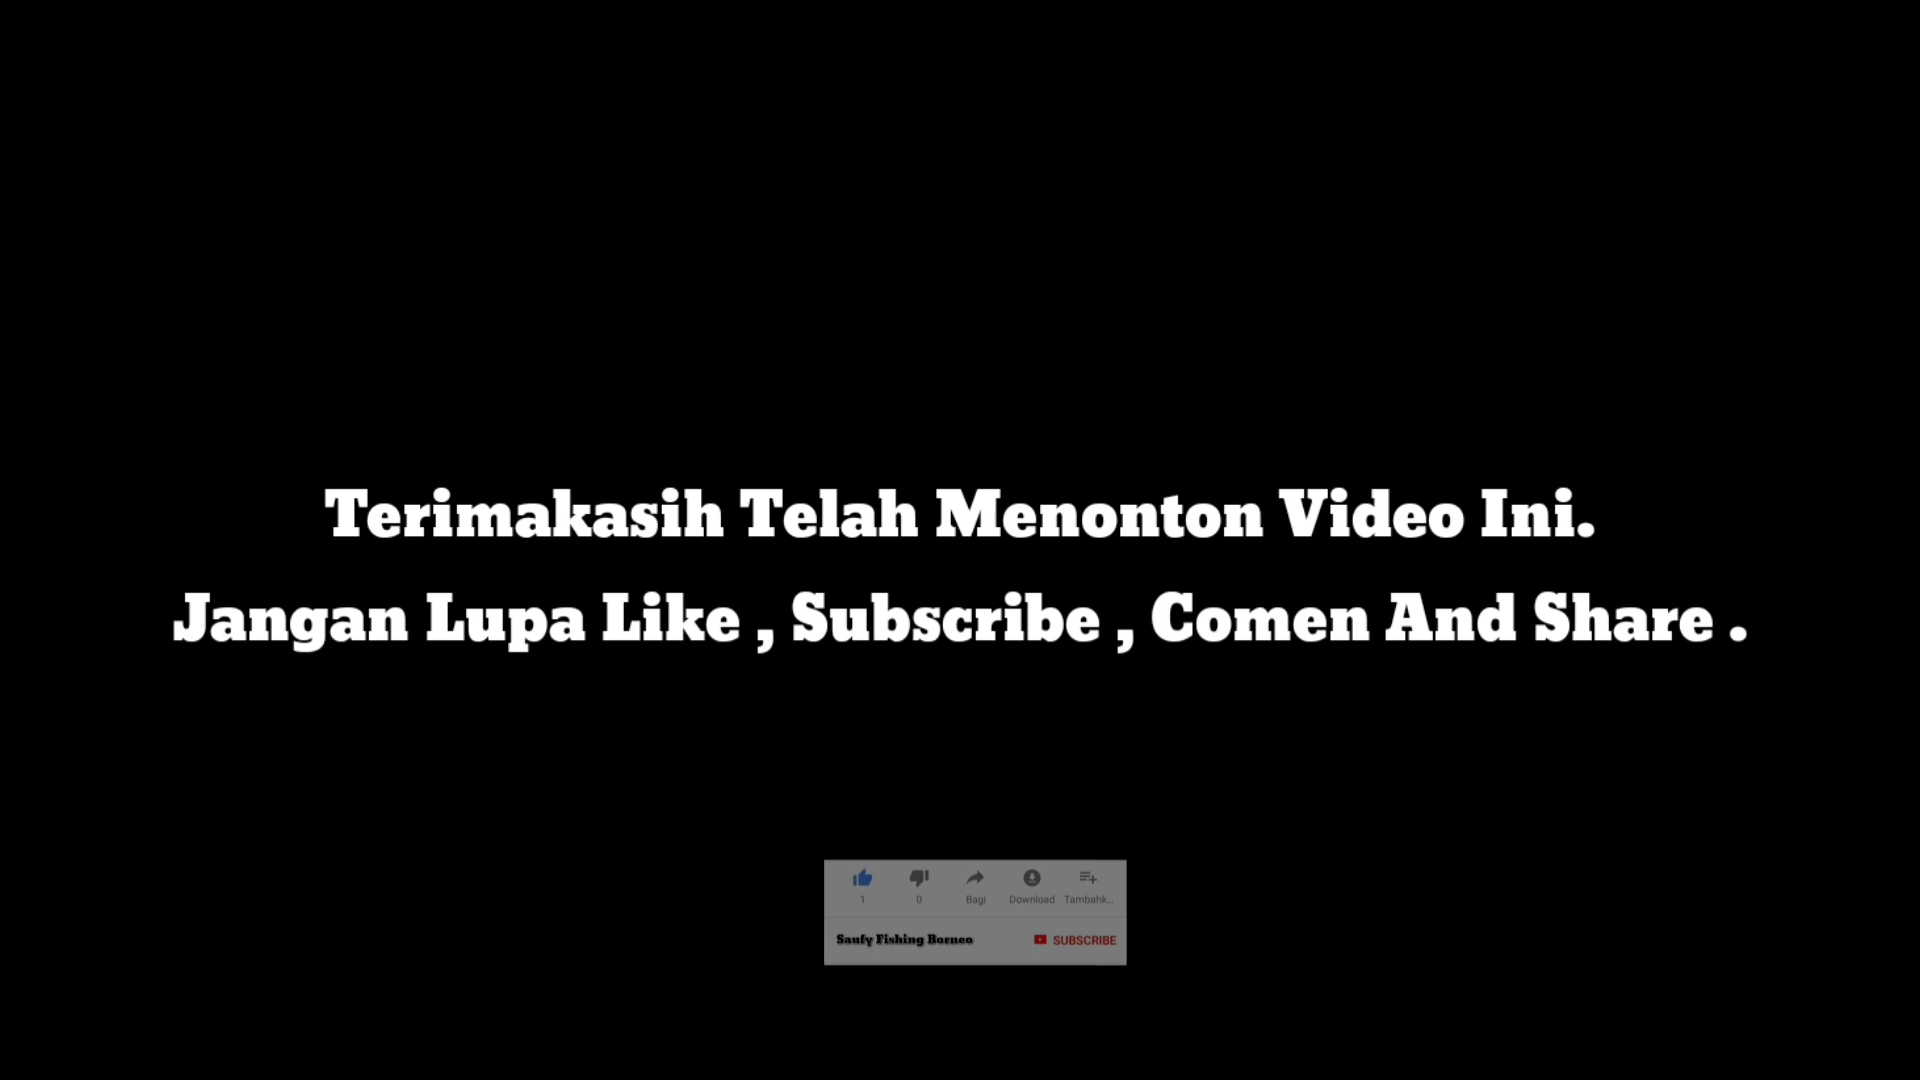 Terimakasih Telah Menonton Video Ini.
Jangan Lupa Like , Subscribe , Comen And Share .
1 0 Bagi Download Tambahk...
Saufy Fishing Borneo SUBSCRIBE